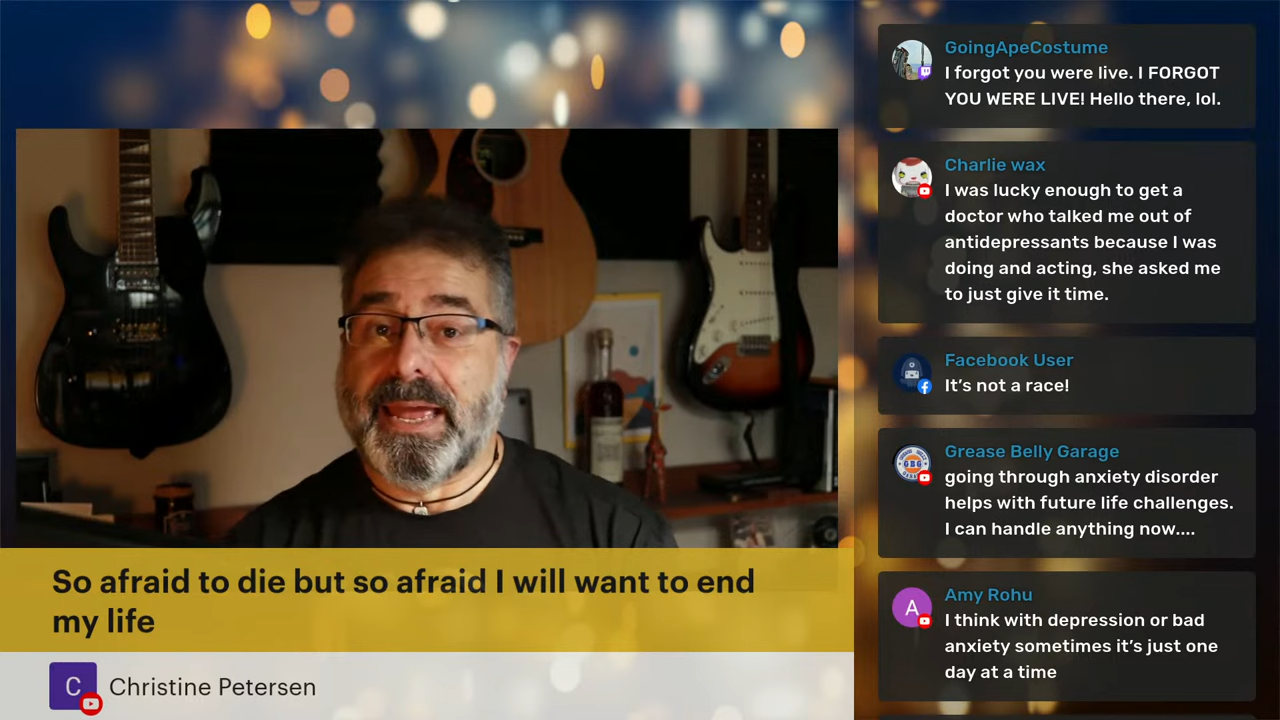 So afraid to die but so afraid I will want to end
my life
C
Christine Petersen
GoingApeCostume
I forgot you were live. I FORGOT
YOU WERE LIVE! Hello there, lol.
Charlie wax
I was lucky enough to get a
doctor who talked me out of
antidepressants because I was
doing and acting, she asked me
to just give it time.
Facebook User
It’s not a race!
GBG
Grease Belly Garage
going through anxiety disorder
helps with future life challenges.
I can handle anything now....
A
Amy Rohu
I think with depression or bad
anxiety sometimes it’s just one
day at a time